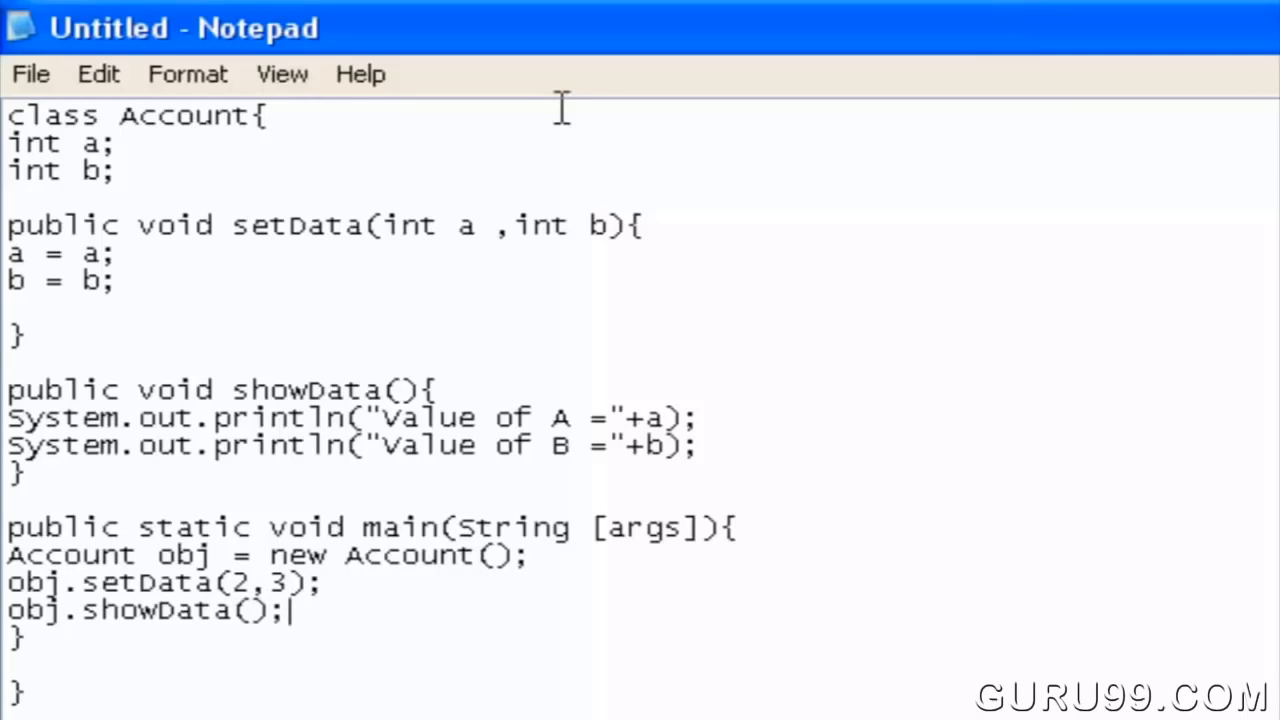 Untitled - Notepad
File Edit Format View Help
class Account{
int a;
int b;
public void setData(int a ,int b){
a = a;
b = b;
}
public void showData(){
System.out.println("Value of A ="+a);
System.out.println("Value of B ="+b);
}
public static void main(String [args]){
Account obj = new Account();
obj.setData(2,3);
obj.showData();
}
}
GURU99.COM